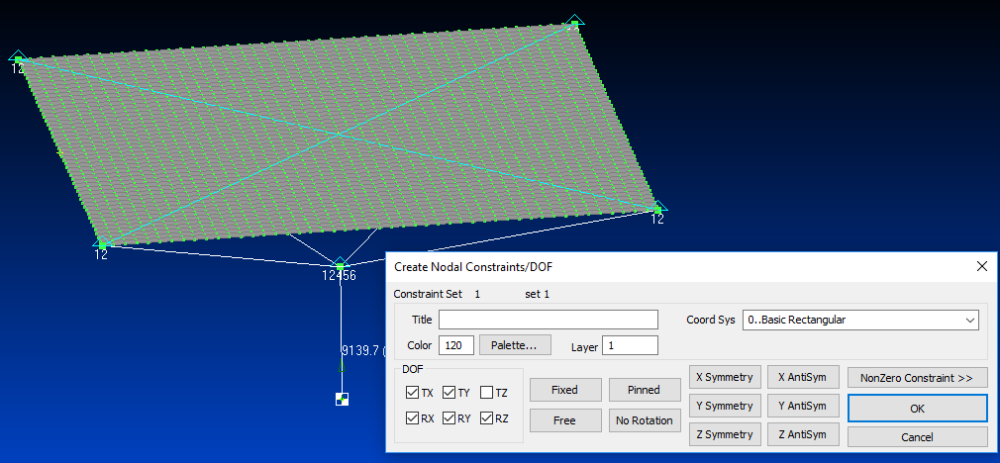 12
12
12
12
12456
9139.7 (
Create Nodal Constraints/DOF
Constraint Set 1 set 1
Title Coord Sys 0..Basic Rectangular
Color 120 Palette... Layer 1
DOF
TX TY TZ
RX RY RZ
Fixed Pinned
Free No Rotation
X Symmetry X AntiSym
Y Symmetry Y AntiSym
Z Symmetry Z AntiSym
NonZero Constraint >>
OK
Cancel